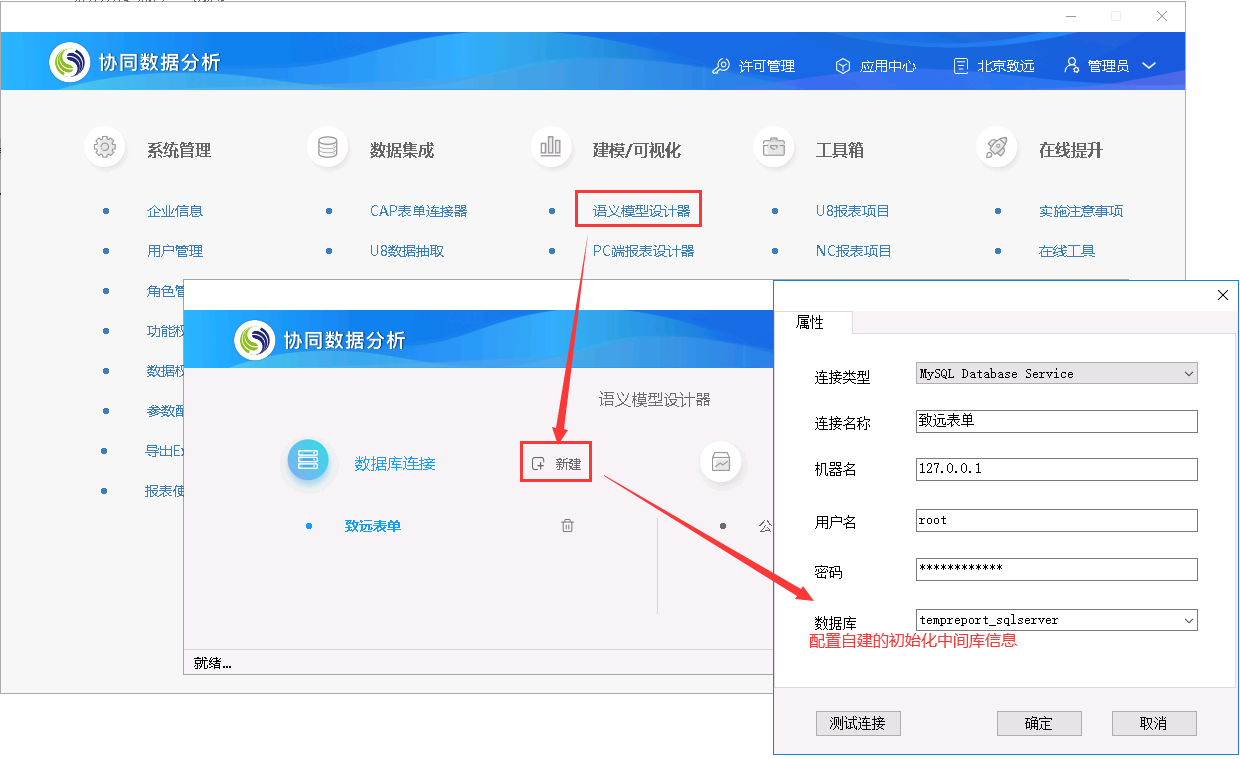 协同数据分析
许可管理 应用中心 北京致远 管理员
系统管理 数据集成 建模/可视化 工具箱 在线提升
企业信息 CAP表单连接器 语义模型设计器 U8报表项目 实施注意事项
用户管理 U8数据抽取 PC端报表设计器 NC报表项目 在线工具
角色管
功能权
数据权
参数配
导出Ex
报表使
协同数据分析
语义模型设计器
数据库连接 新建
致远表单 公
就绪...
属性
连接类型 MySQL Database Service
连接名称 致远表单
机器名 127.0.0.1
用户名 root
密码 ************
数据库 tempreport_sqlserver
配置自建的初始化中间库信息
测试连接 确定 取消